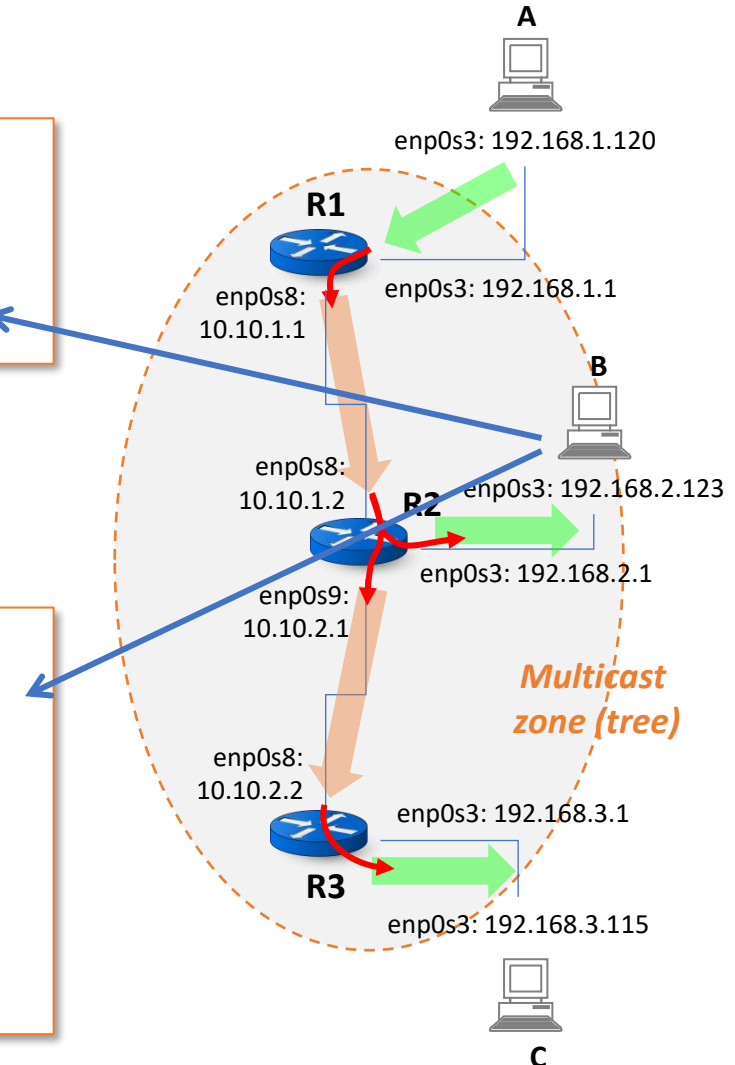 A
enp0s3: 192.168.1.120
R1
enp0s8:
10.10.1.1
enp0s3: 192.168.1.1
B
enp0s8:
10.10.1.2
R2
enp0s3: 192.168.2.123
enp0s3: 192.168.2.1
enp0s9:
10.10.2.1
Multicast
zone (tree)
enp0s8:
10.10.2.2
enp0s3: 192.168.3.1
R3
enp0s3: 192.168.3.115
C